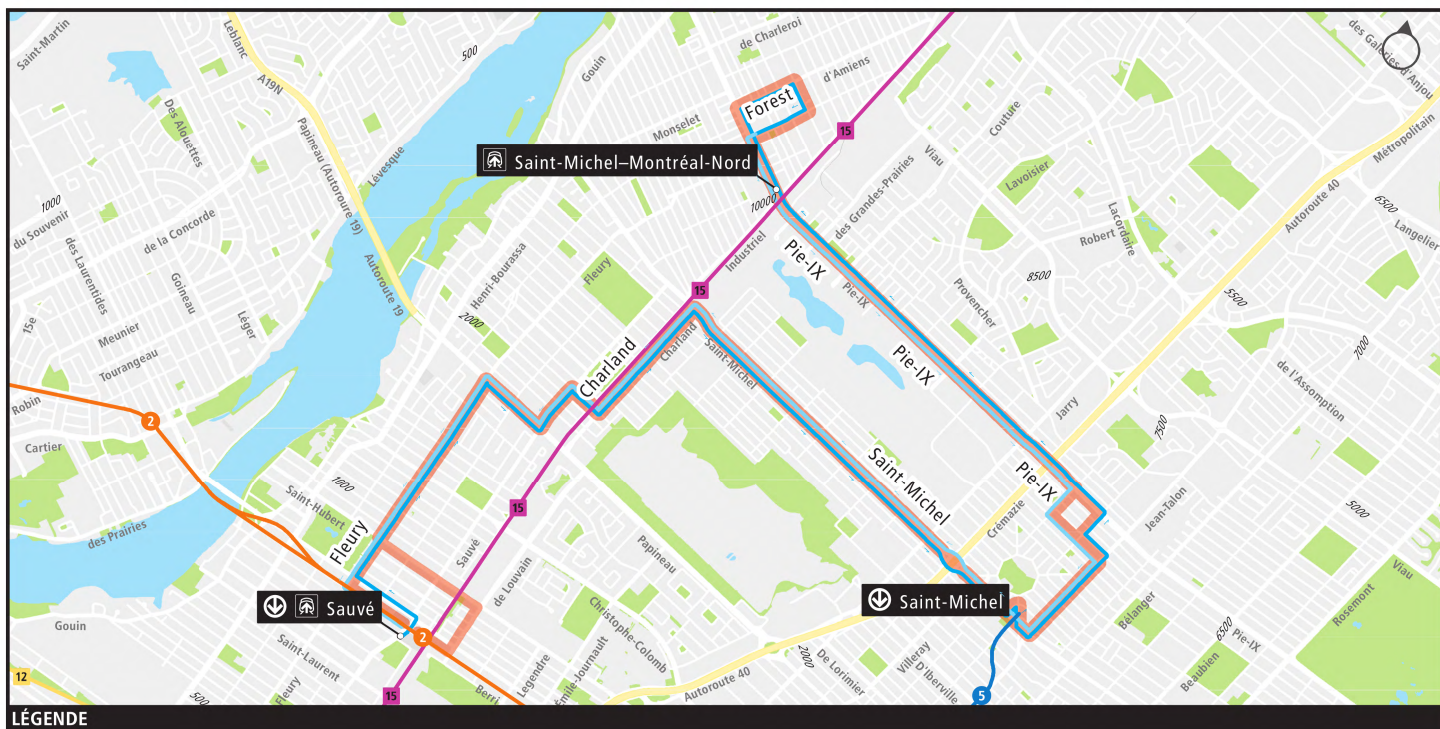 Saint-Martin
Leblanc
500
A19N
Gouin
de Charleroi
d'Amiens
des Galeries-d'Anjou
Métropolitain
Autoroute 40
Des Alouettes
Papineau (Autoroute 19)
Lévesque
Monselet
Forest
15
Couture
Viau
Lavoisier
Saint-Michel–Montréal-Nord
10000
des Grandes-Prairies
Lacordaire
Robert
6500
Langelier
1000
du Souvenir
de la Concorde
des Laurentides
Goineau
Léger
Autoroute 19
Henri-Bourassa
Fleury
Industriel
Pie-IX
Pie-IX
8500
Provencher
5500
7000
15e
Meunier
Tourangeau
2000
15
Charland
Charland
Saint-Michel
Pie-IX
de l'Assomption
Robin
2
Cartier
Jarry
7500
Saint-Michel
Pie-IX
Crémazie
Jean-Talon
5000
des Prairies
Saint-Hubert
1000
Fleury
15
Sauvé
de Louvain
Papineau
Viau
Rosemont
Gouin
Sauvé
2
Saint-Michel
Christophe-Colomb
Bélanger
6500
Pie-IX
Beaubien
12
500
Saint-Laurent
Fleury
15
Berri
Legendre
Émile-Journault
Autoroute 40
2000
De Lorimier
Villeray
D'Iberville
5
LÉGENDE